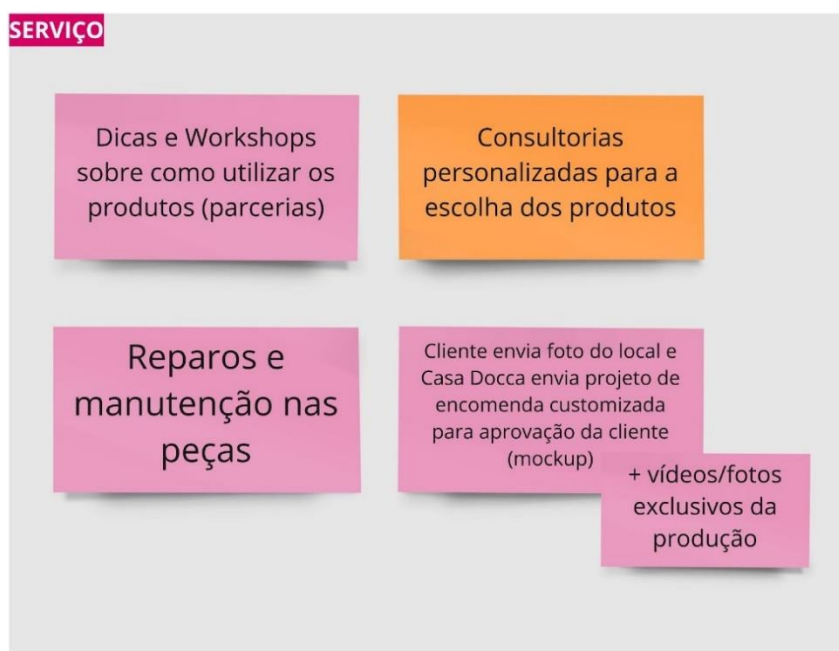 SERVIÇO
Dicas e Workshops
sobre como utilizar os
produtos (parcerias)
Consultorias
personalizadas para a
escolha dos produtos
Reparos e
manutenção nas
peças
Cliente envia foto do local e
Casa Docca envia projeto de
encomenda customizada
para aprovação da cliente
(mockup)
+ vídeos/fotos
exclusivos da
produção